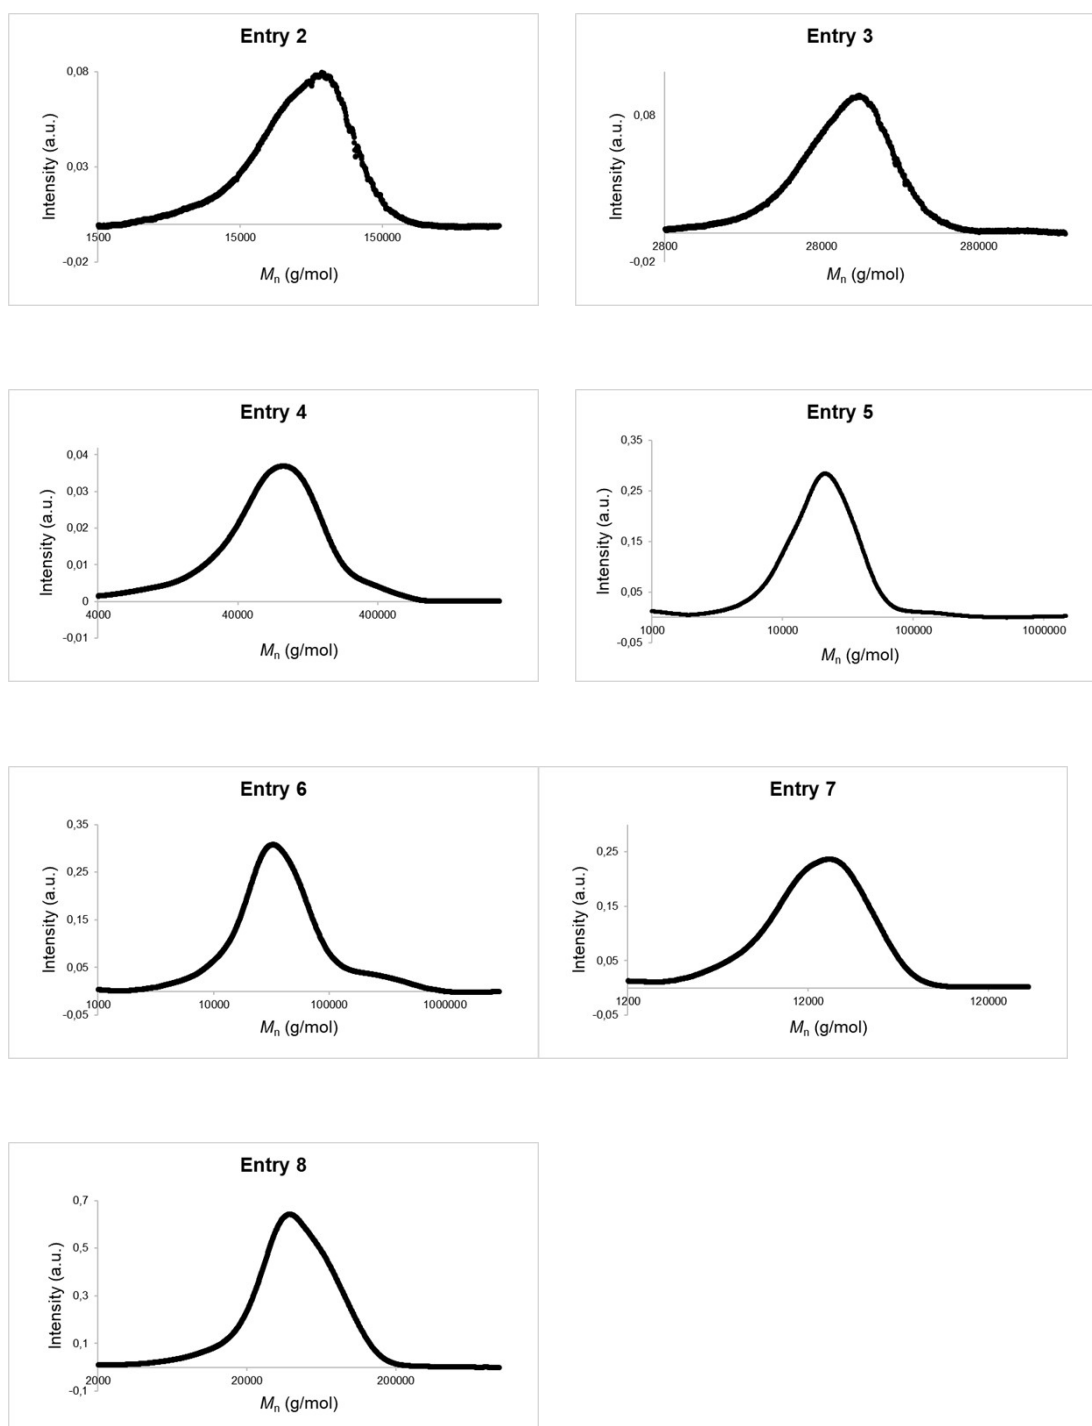 Entry 2
0,08
0,03
-0,02
1500
15000
150000
Intensity (a.u.)
Mn (g/mol)
Entry 3
0,08
-0,02
2800
28000
280000
Intensity (a.u.)
Mn (g/mol)
Entry 4
0,04
0,03
0,02
0,01
0
-0,01
4000
40000
400000
Intensity (a.u.)
Mn (g/mol)
Entry 5
0,35
0,25
0,15
0,05
-0,05
1000
10000
100000
1000000
Intensity (a.u.)
Mn (g/mol)
Entry 6
0,35
0,25
0,15
0,05
-0,05
1000
10000
100000
1000000
Intensity (a.u.)
Mn (g/mol)
Entry 7
0,25
0,15
0,05
-0,05
1200
12000
120000
Intensity (a.u.)
Mn (g/mol)
Entry 8
0,7
0,5
0,3
0,1
-0,1
2000
20000
200000
Intensity (a.u.)
Mn (g/mol)